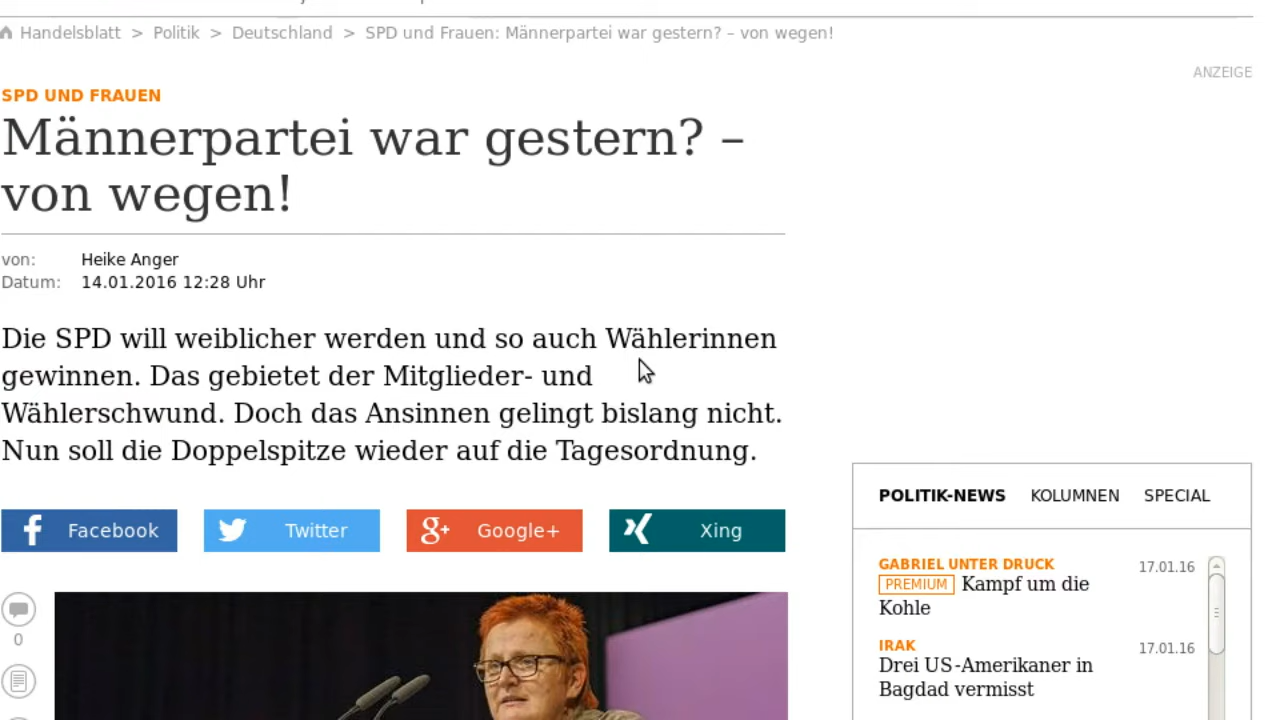 Handelsblatt > Politik > Deutschland > SPD und Frauen: Männerpartei war gestern? – von wegen!
ANZEIGE
SPD UND FRAUEN
Männerpartei war gestern? –
von wegen!
von: Heike Anger
Datum: 14.01.2016 12:28 Uhr
Die SPD will weiblicher werden und so auch Wählerinnen
gewinnen. Das gebietet der Mitglieder- und
Wählerschwund. Doch das Ansinnen gelingt bislang nicht.
Nun soll die Doppelspitze wieder auf die Tagesordnung.
Facebook Twitter Google+ Xing
0
POLITIK-NEWS KOLUMNEN SPECIAL
GABRIEL UNTER DRUCK 17.01.16
PREMIUM Kampf um die
Kohle
IRAK 17.01.16
Drei US-Amerikaner in
Bagdad vermisst